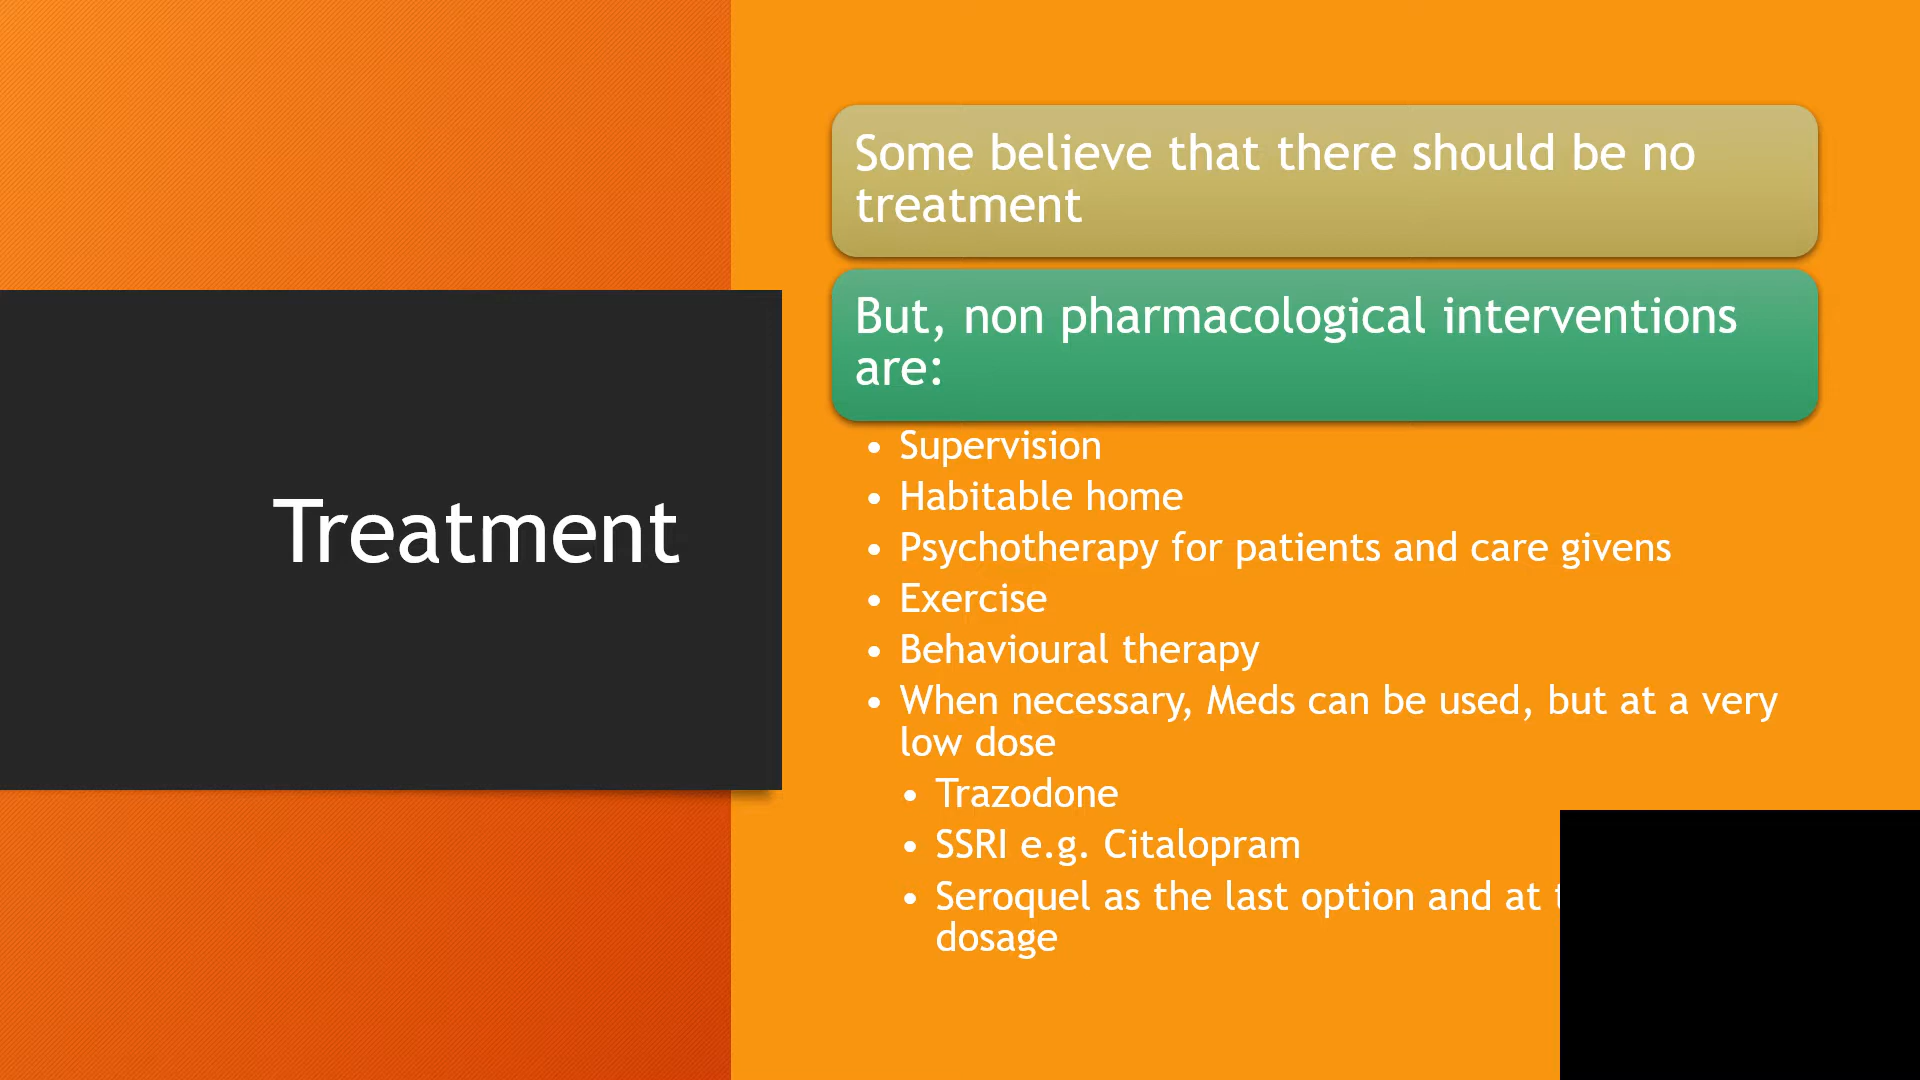 Treatment
Some believe that there should be no
treatment
But, non pharmacological interventions
are:
• Supervision
• Habitable home
• Psychotherapy for patients and care givens
• Exercise
• Behavioural therapy
• When necessary, Meds can be used, but at a very
low dose
• Trazodone
• SSRI e.g. Citalopram
• Seroquel as the last option and at
dosage